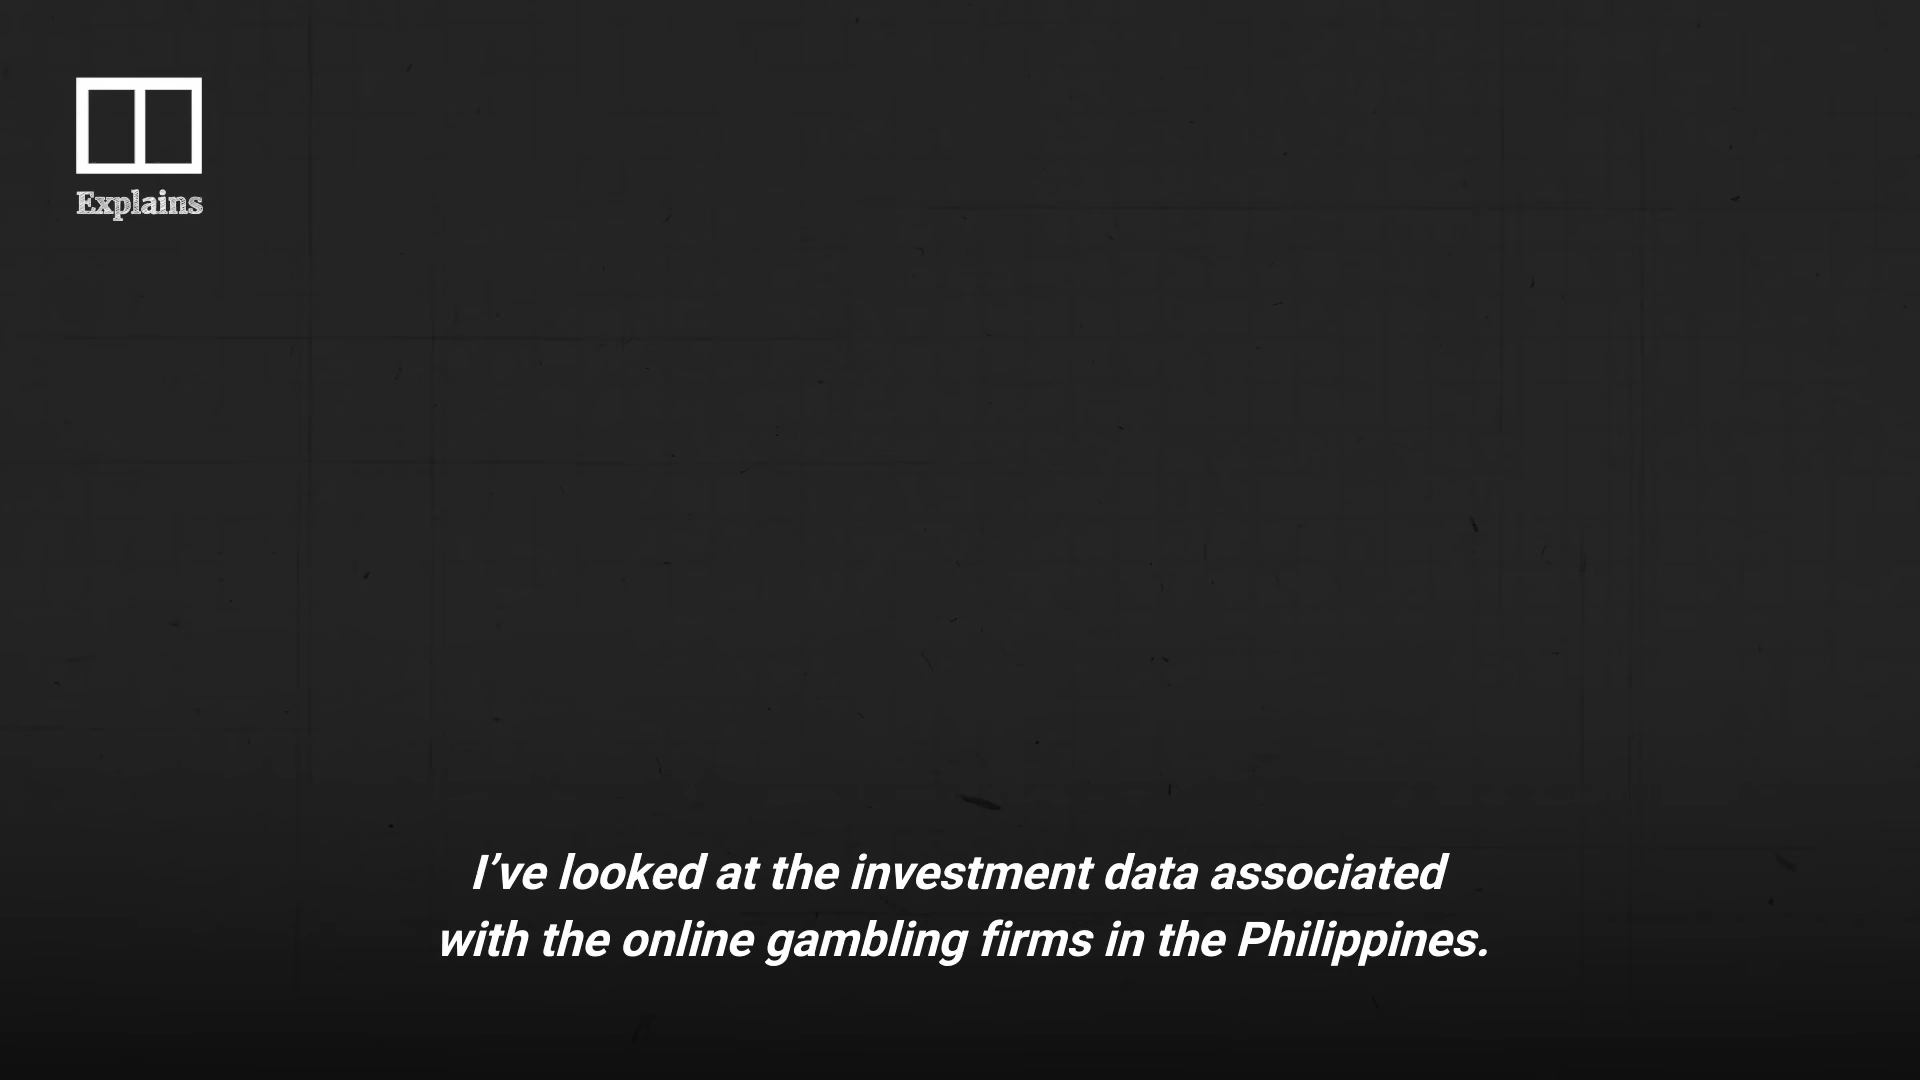 Explains
I’ve looked at the investment data associated
with the online gambling firms in the Philippines.